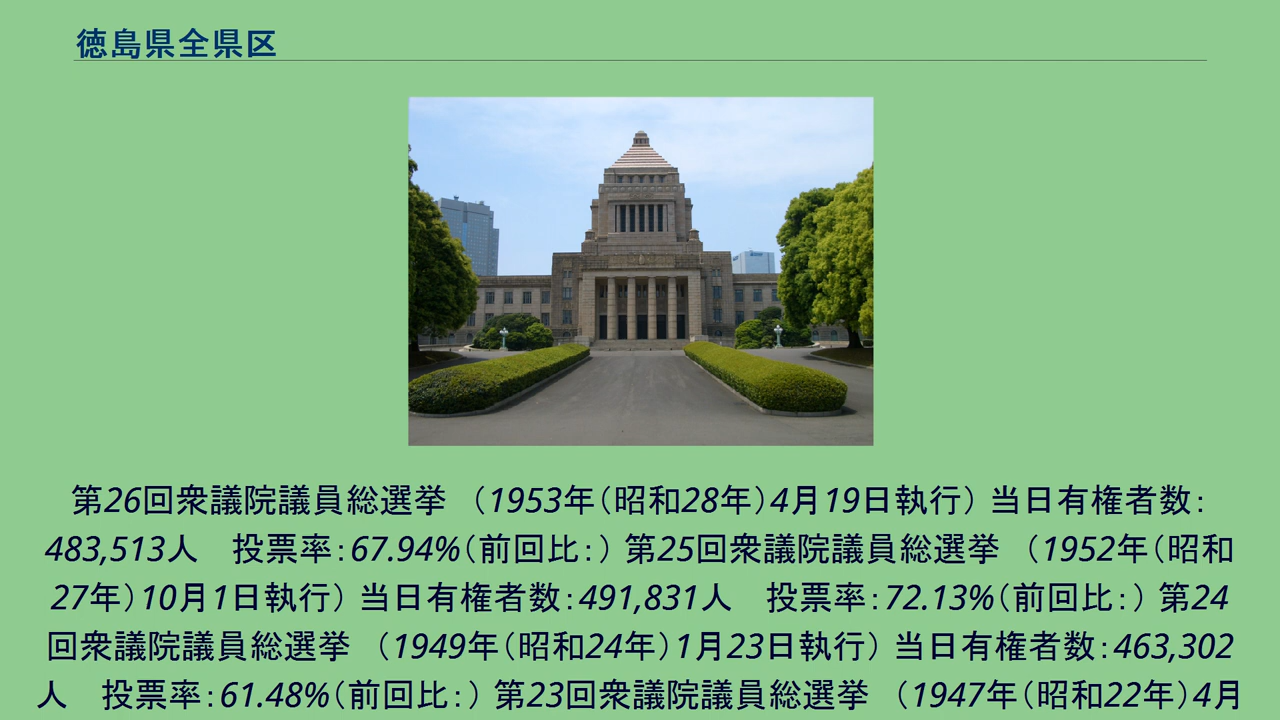 徳島県全県区
第26回衆議院議員総選挙　（1953年（昭和28年）4月19日執行） 当日有権者数：
483,513人　投票率：67.94%（前回比：） 第25回衆議院議員総選挙　（1952年（昭和
27年）10月1日執行） 当日有権者数：491,831人　投票率：72.13%（前回比：） 第24
回衆議院議員総選挙　（1949年（昭和24年）1月23日執行） 当日有権者数：463,302
人　投票率：61.48%（前回比：） 第23回衆議院議員総選挙　（1947年（昭和22年）4月